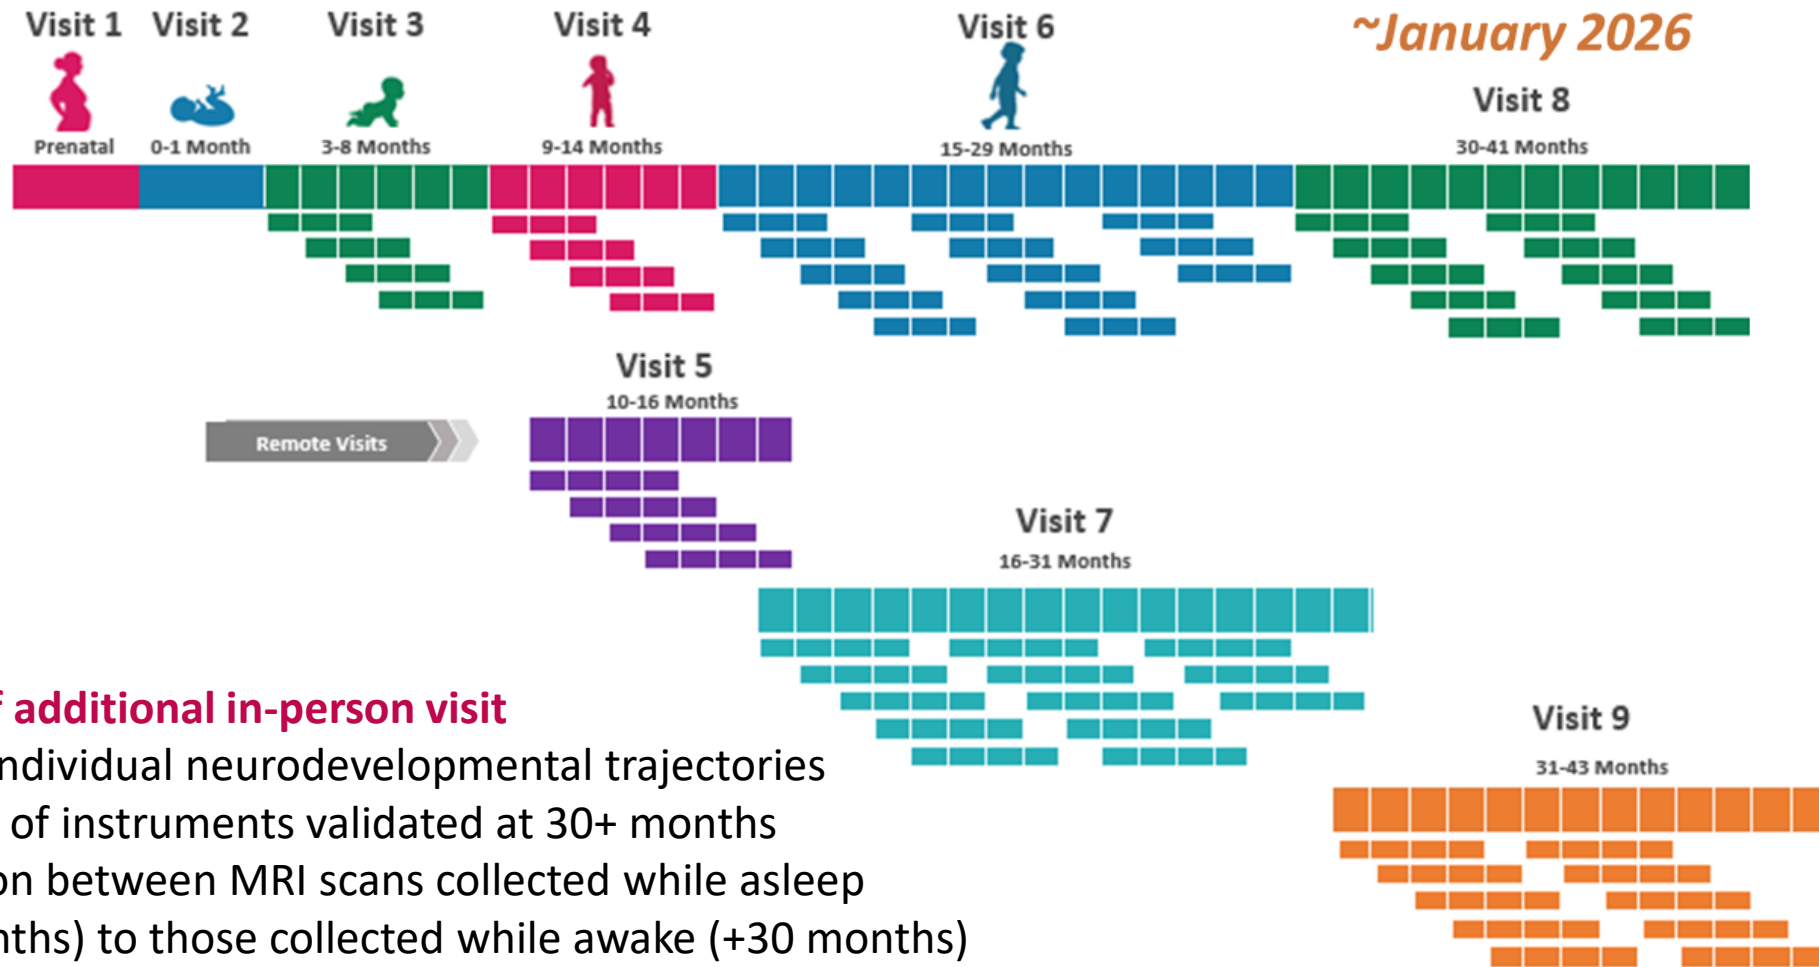 Visit 1
Visit 2
Visit 3
Visit 4
Visit 6
~January 2026
Visit 8
Prenatal
0-1 Month
3-8 Months
9-14 Months
15-29 Months
30-41 Months
Visit 5
10-16 Months
Remote Visits
Visit 7
16-31 Months
additional in-person visit
individual neurodevelopmental trajectories
of instruments validated at 30+ months
between MRI scans collected while asleep
to those collected while awake (+30 months)
Visit 9
31-43 Months